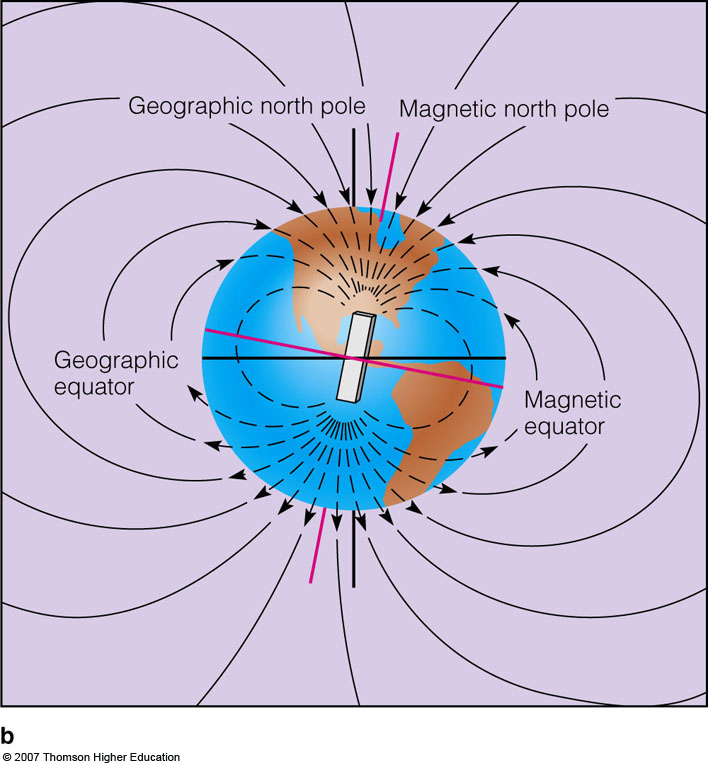 Geographic north pole
Magnetic north pole
Geographic
equator
Magnetic
equator
b
© 2007 Thomson Higher Education